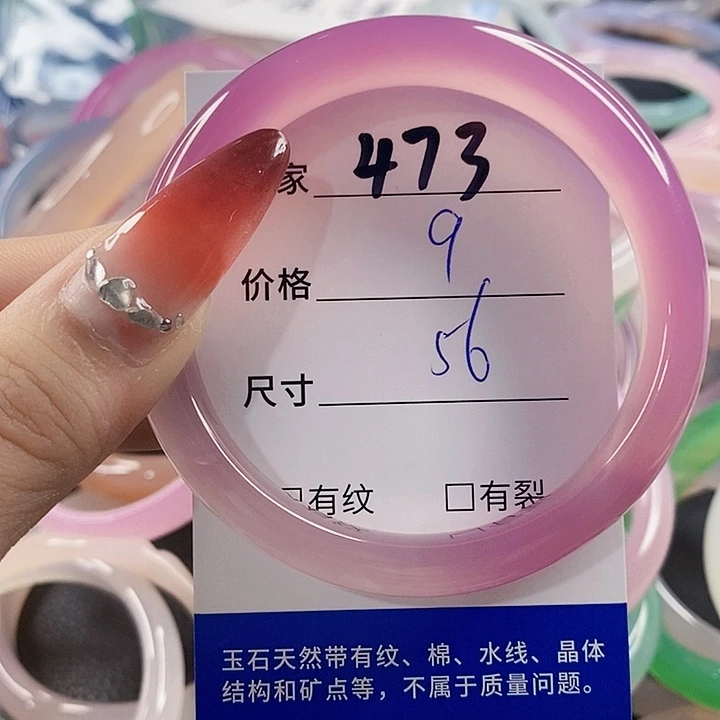 家 473
价格 9
尺寸 56
□有纹 □有裂
玉石天然带有纹、棉、水线、晶体
结构和矿点等，不属于质量问题。